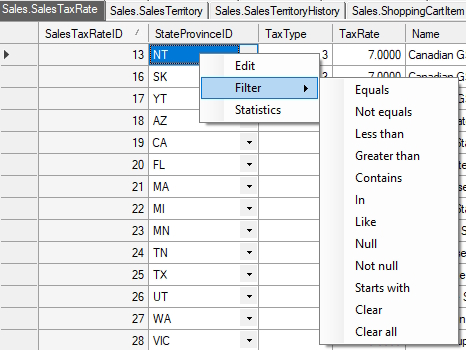 Sales.SalesTaxRate Sales.SalesTerritory Sales.SalesTerritoryHistory Sales.ShoppingCartItem
SalesTaxRateID StateProvinceID TaxType TaxRate Name
13 NT 3 7.0000 Canadian
16 SK 7.0000 Canadian
17 YT
18 AZ
19 CA
20 FL
21 MA
22 MI
23 MN
24 TN
25 TX
26 UT
27 WA
28 VIC
Edit
Filter
Statistics
Equals
Not equals
Less than
Greater than
Contains
In
Like
Null
Not null
Starts with
Clear
Clear all